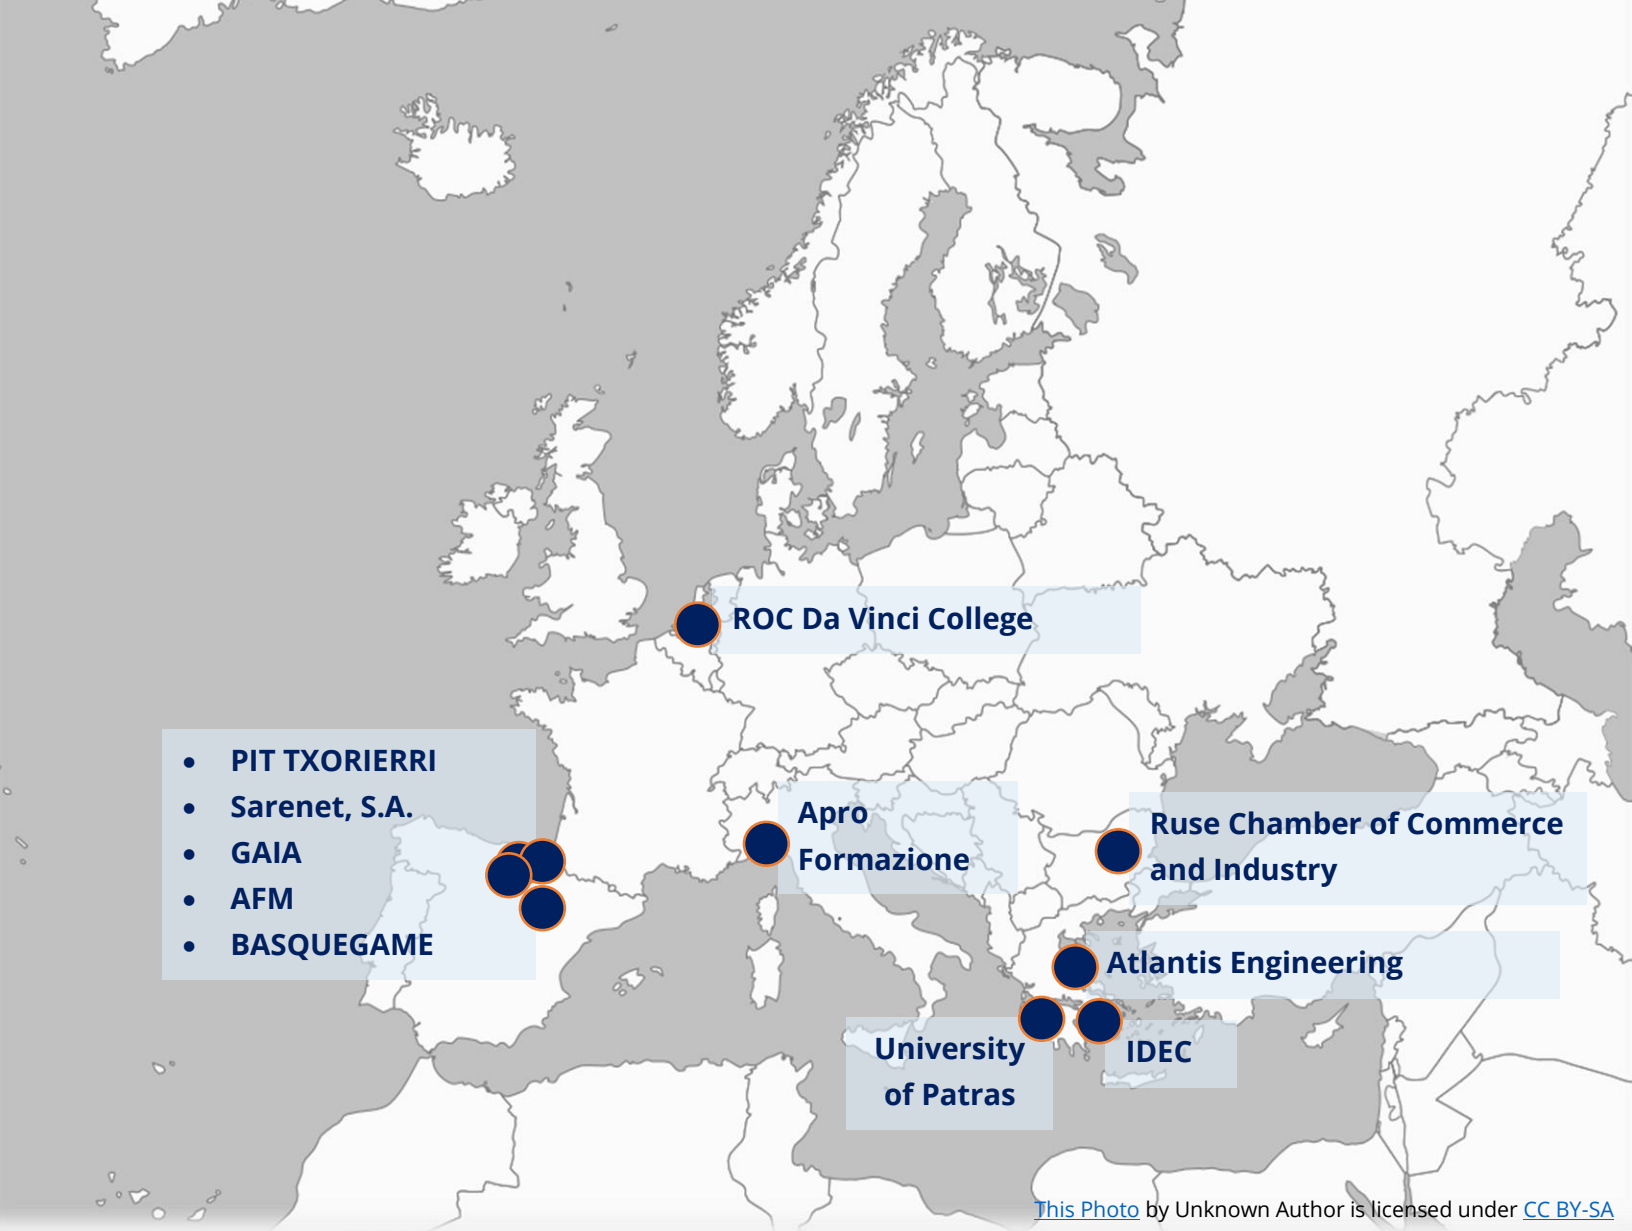 ROC Da Vinci College
• PIT TXORIERRI
• Sarenet, S.A.
• GAIA
• AFM
• BASQUEGAME
Apro
Formazione
Ruse Chamber of Commerce
and Industry
Atlantis Engineering
University
of Patras
IDEC
This Photo by Unknown Author is licensed under CC BY-SA